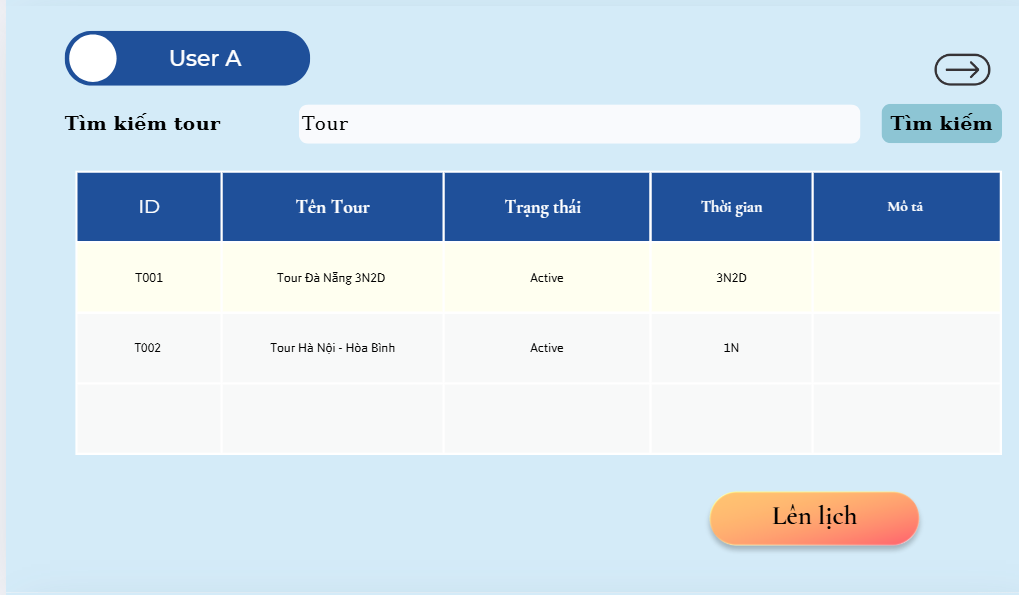 User A
Tìm kiếm tour
Tour
Tìm kiếm
ID
Tên Tour
Trạng thái
Thời gian
Mô tả
T001
Tour Đà Nẵng 3N2D
Active
3N2D
T002
Tour Hà Nội - Hòa Bình
Active
1N
Lên lịch